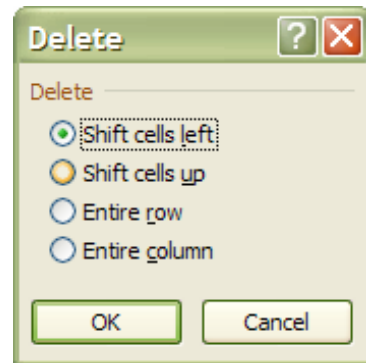 Delete ?
Delete
Shift cells left
Shift cells up
Entire row
Entire column
OK Cancel